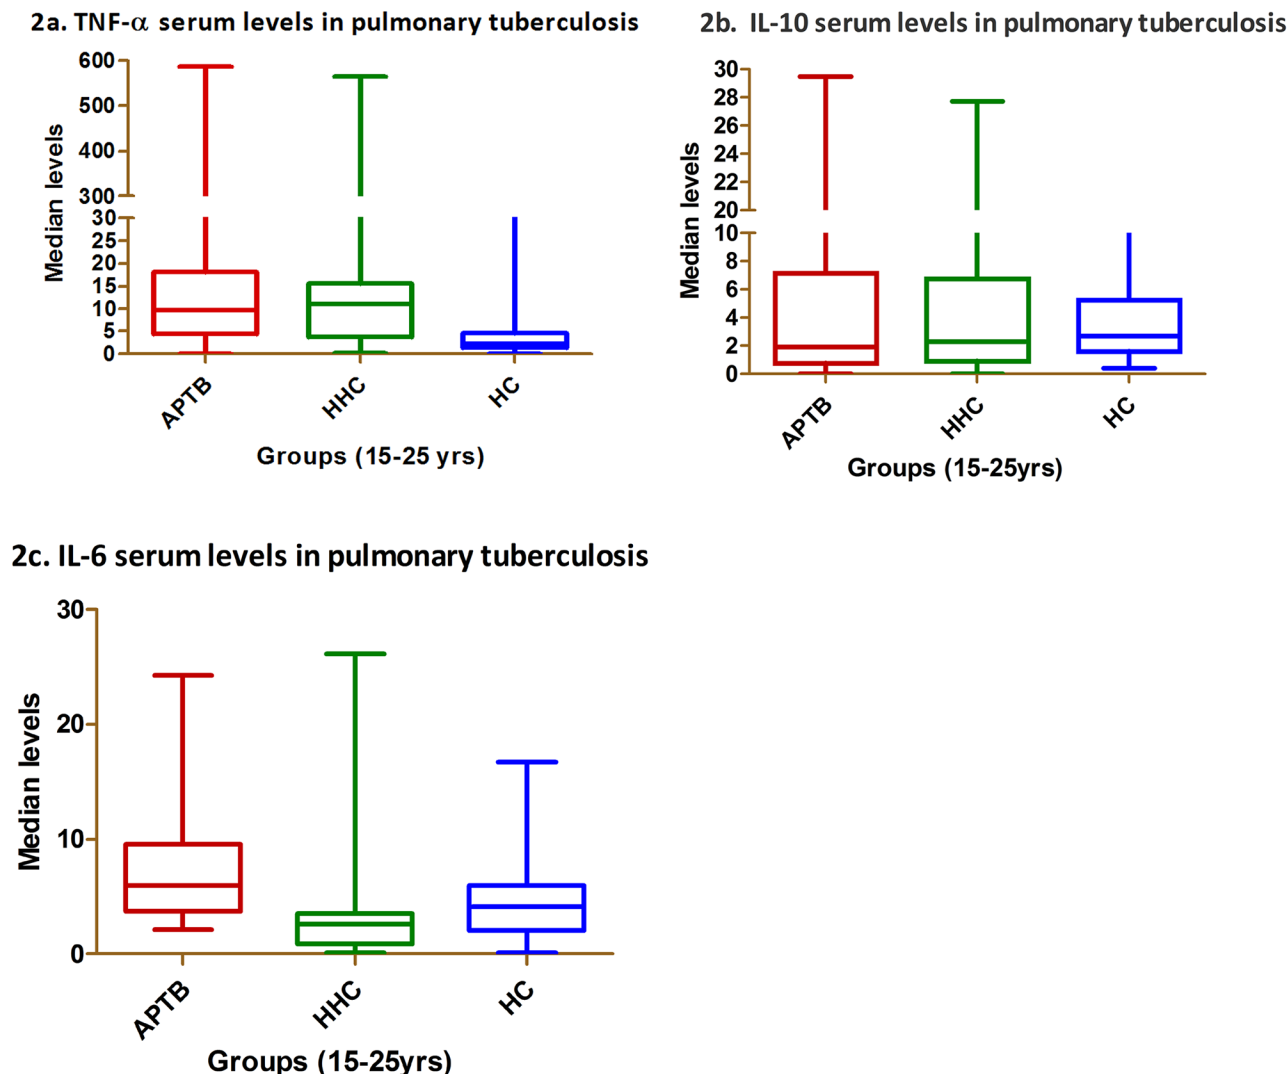 2a. TNF-α serum levels in pulmonary tuberculosis
Median levels
600
500
400
300
30
25
20
15
10
5
0
APTB
HHC
HC
Groups (15-25 yrs)
2b. IL-10 serum levels in pulmonary tuberculosis
Median levels
30
28
26
24
22
20
10
8
6
4
2
0
APTB
HHC
HC
Groups (15-25yrs)
2c. IL-6 serum levels in pulmonary tuberculosis
Median levels
30
20
10
0
APTB
HHC
HC
Groups (15-25yrs)